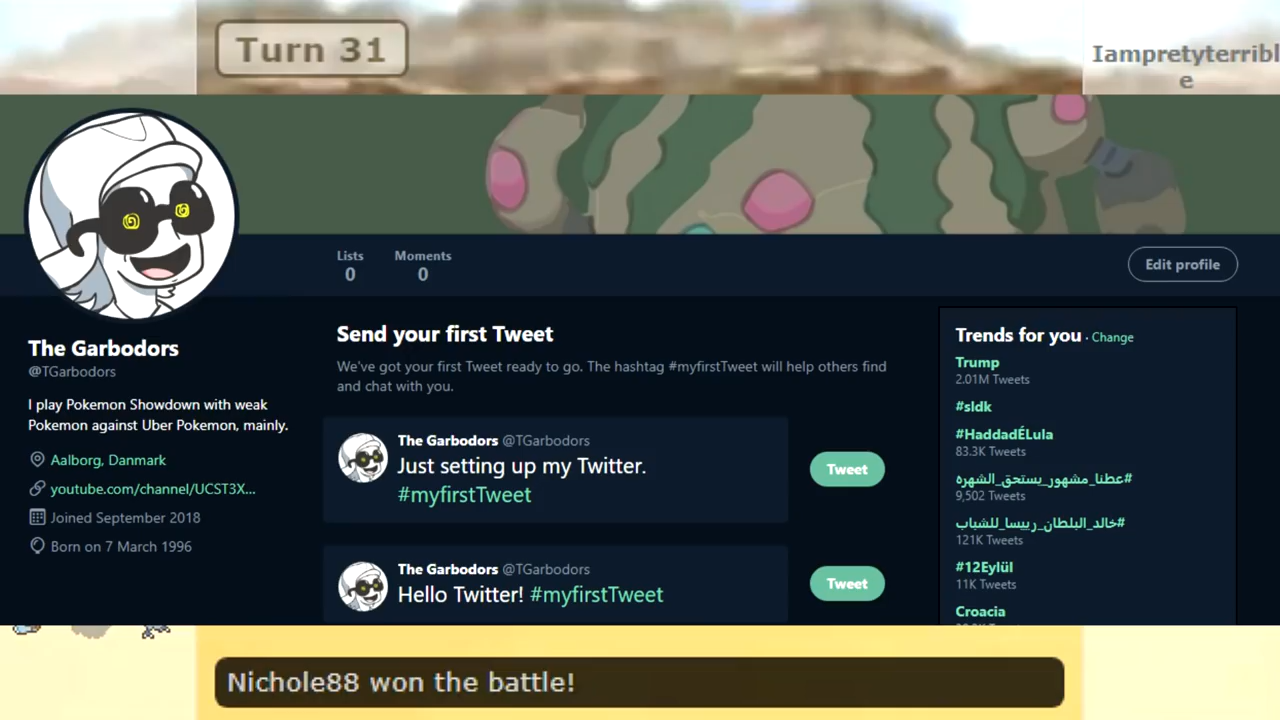 Turn 31
Iampretyterribl
e
Lists
0
Moments
0
Edit profile
The Garbodors
@TGarbodors
I play Pokemon Showdown with weak
Pokemon against Uber Pokemon, mainly.
Aalborg, Danmark
youtube.com/channel/UCST3X...
Joined September 2018
Born on 7 March 1996
Send your first Tweet
We've got your first Tweet ready to go. The hashtag #myfirstTweet will help others find
and chat with you.
The Garbodors @TGarbodors
Just setting up my Twitter.
#myfirstTweet
Tweet
The Garbodors @TGarbodors
Hello Twitter! #myfirstTweet
Tweet
Trends for you · Change
Trump
2.01M Tweets
#sldk
#HaddadÉLula
83.3K Tweets
#عطنا_مشهور_يستحق_الشهره
9,502 Tweets
#خالد_البلطان_رييسا_للشباب
121K Tweets
#12Eylül
11K Tweets
Croacia
Nichole88 won the battle!